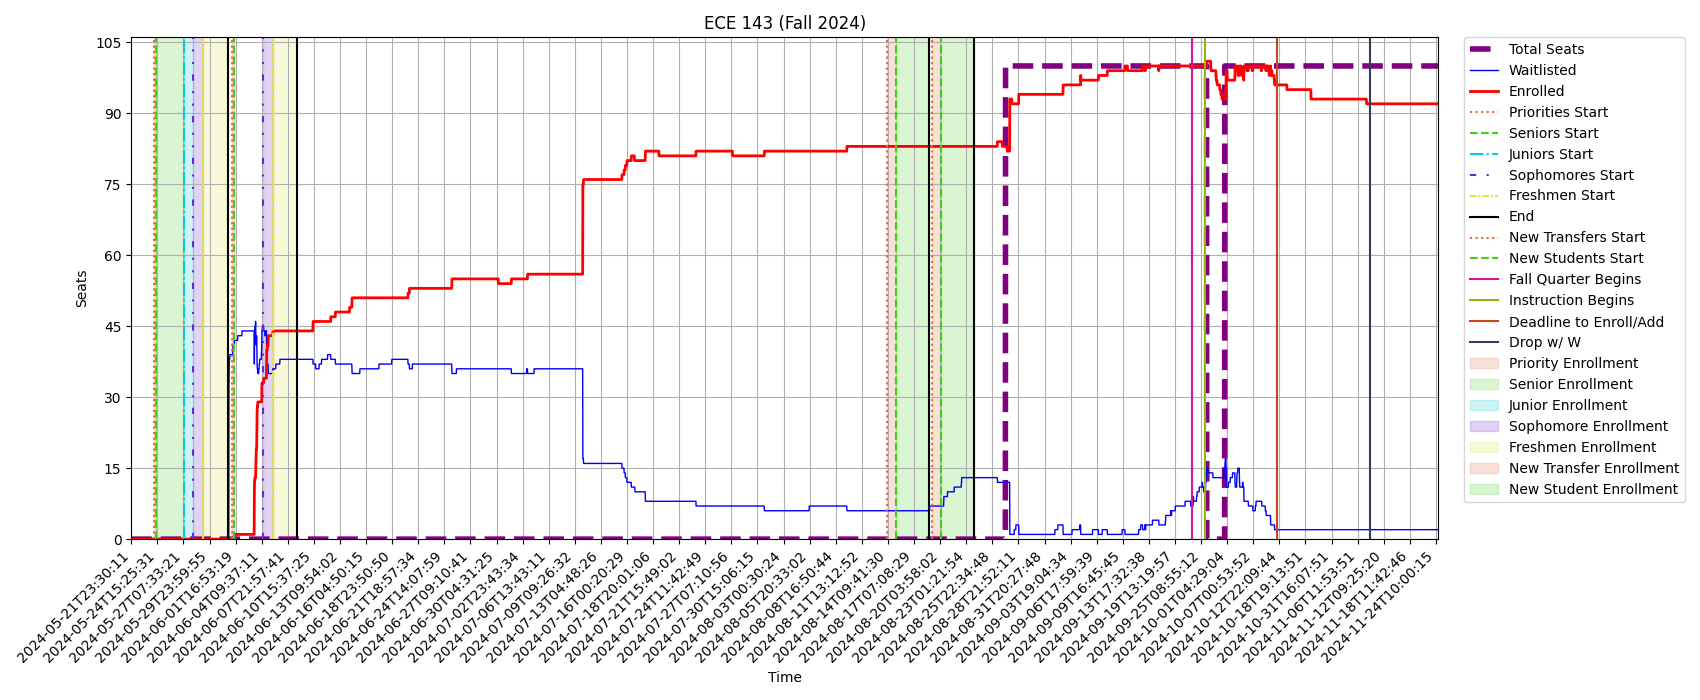 ECE 143 (Fall 2024)
105
90
75
60
45
30
15
0
Seats
2024-05-21T23:30:11
2024-05-24T15:25:31
2024-05-27T07:33:21
2024-05-29T23:59:55
2024-06-01T16:53:19
2024-06-04T09:37:13
2024-06-07T21:57:41
2024-06-10T15:37:25
2024-06-13T09:54:02
2024-06-16T04:50:15
2024-06-18T23:50:50
2024-06-21T18:57:34
2024-06-24T14:07:59
2024-06-27T09:10:41
2024-06-30T04:31:25
2024-07-02T23:43:34
2024-07-06T13:43:11
2024-07-09T09:26:32
2024-07-13T04:48:26
2024-07-16T00:20:29
2024-07-18T20:01:06
2024-07-21T15:49:02
2024-07-24T11:42:49
2024-07-27T07:10:56
2024-07-30T15:06:15
2024-08-03T00:30:24
2024-08-05T20:33:02
2024-08-08T16:50:44
2024-08-11T13:12:52
2024-08-14T09:41:30
2024-08-17T07:08:29
2024-08-20T03:58:02
2024-08-23T01:21:54
2024-08-25T22:34:48
2024-08-28T21:52:11
2024-08-31T20:27:48
2024-09-03T19:04:34
2024-09-06T17:59:39
2024-09-09T16:45:45
2024-09-13T17:32:38
2024-09-19T13:19:57
2024-09-25T08:55:12
2024-10-01T04:29:04
2024-10-07T00:53:52
2024-10-12T22:09:44
2024-10-18T19:13:51
2024-10-31T16:07:51
2024-11-06T11:53:51
2024-11-12T09:25:20
2024-11-18T11:42:46
2024-11-24T10:00:15
Time
Total Seats
Waitlisted
Enrolled
Priorities Start
Seniors Start
Juniors Start
Sophomores Start
Freshmen Start
End
New Transfers Start
New Students Start
Fall Quarter Begins
Instruction Begins
Deadline to Enroll/Add
Drop w/ W
Priority Enrollment
Senior Enrollment
Junior Enrollment
Sophomore Enrollment
Freshmen Enrollment
New Transfer Enrollment
New Student Enrollment